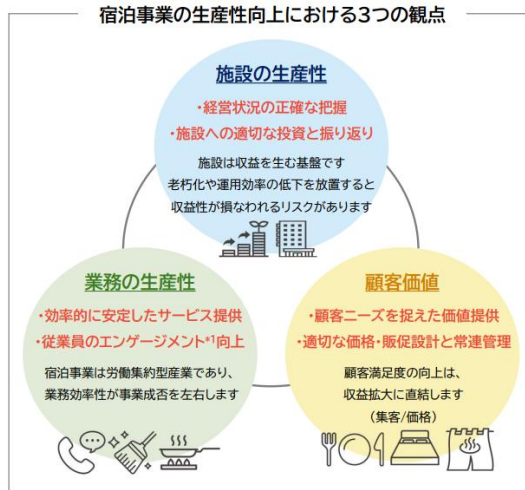 宿泊事業の生産性向上における3つの観点
施設の生産性
・経営状況の正確な把握
・施設への適切な投資と振り返り
施設は収益を生む基盤です
老朽化や運用効率の低下を放置すると
収益性が損なわれるリスクがあります
業務の生産性
・効率的に安定したサービス提供
・従業員のエンゲージメント*1向上
宿泊事業は労働集約型産業であり、
業務効率性が事業成否を左右します
顧客価値
・顧客ニーズを捉えた価値提供
・適切な価格・販促設計と常連管理
顧客満足度の向上は、
収益拡大に直結します
(集客/価格)